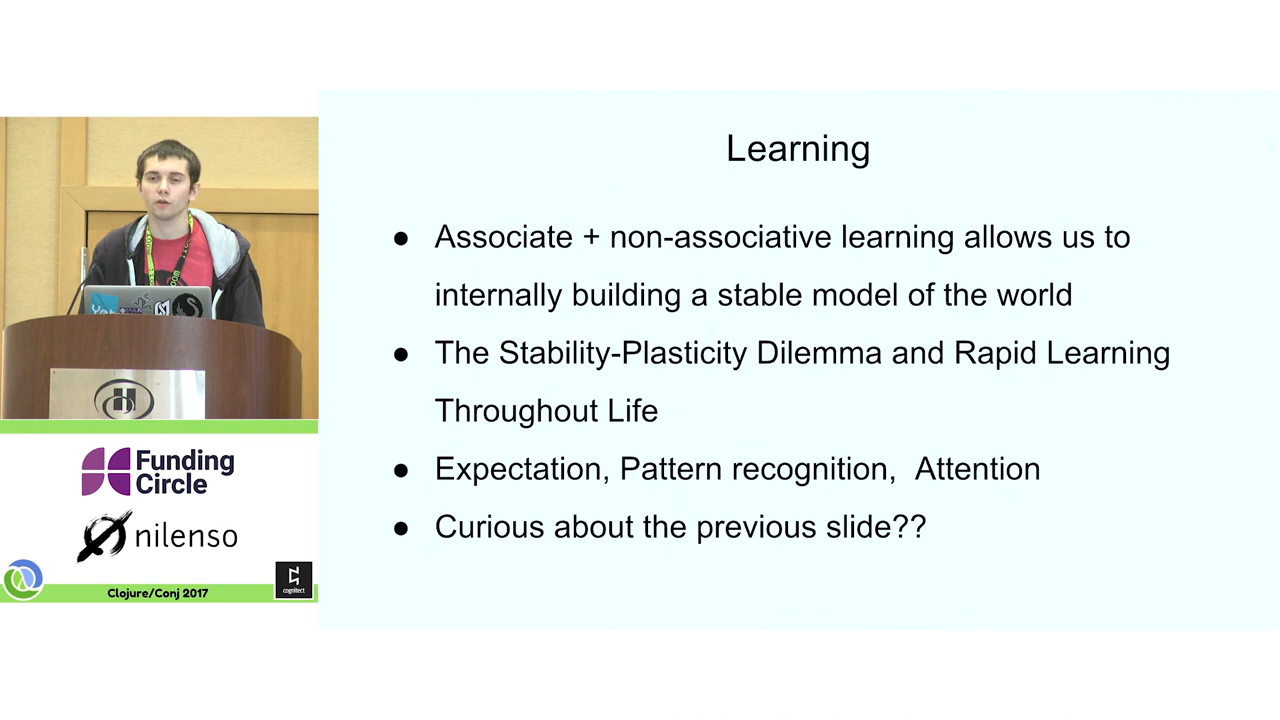 Learning
● Associate + non-associative learning allows us to
internally building a stable model of the world
● The Stability-Plasticity Dilemma and Rapid Learning
Throughout Life
● Expectation, Pattern recognition,  Attention
● Curious about the previous slide??
H
Funding
Circle
nilenso
cognitect
Clojure/Conj 2017